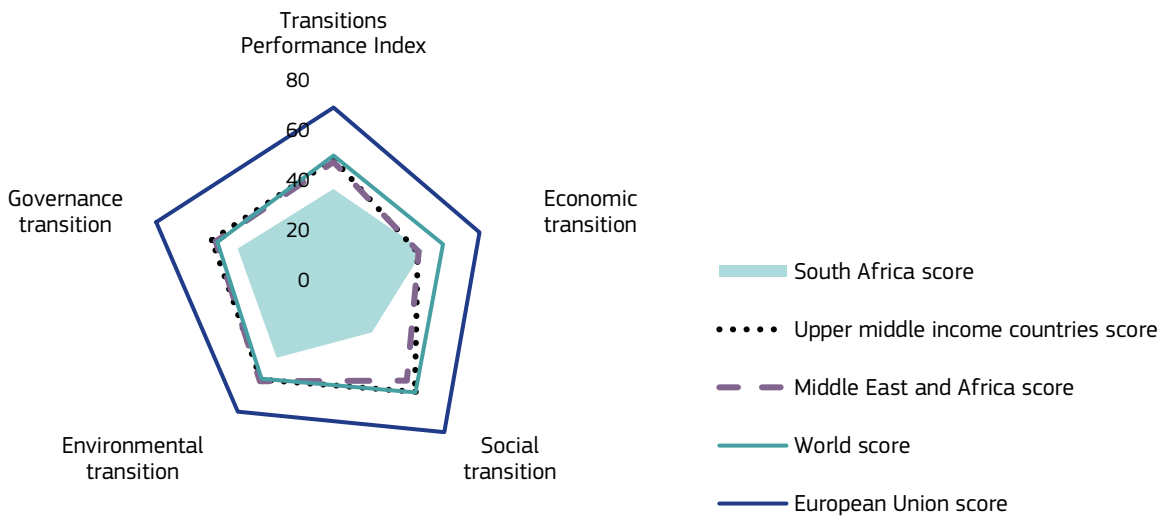 Transitions
Performance Index
80
60
40
20
0
Economic
transition
Social
transition
Environmental
transition
Governance
transition
South Africa score
Upper middle income countries score
Middle East and Africa score
World score
European Union score